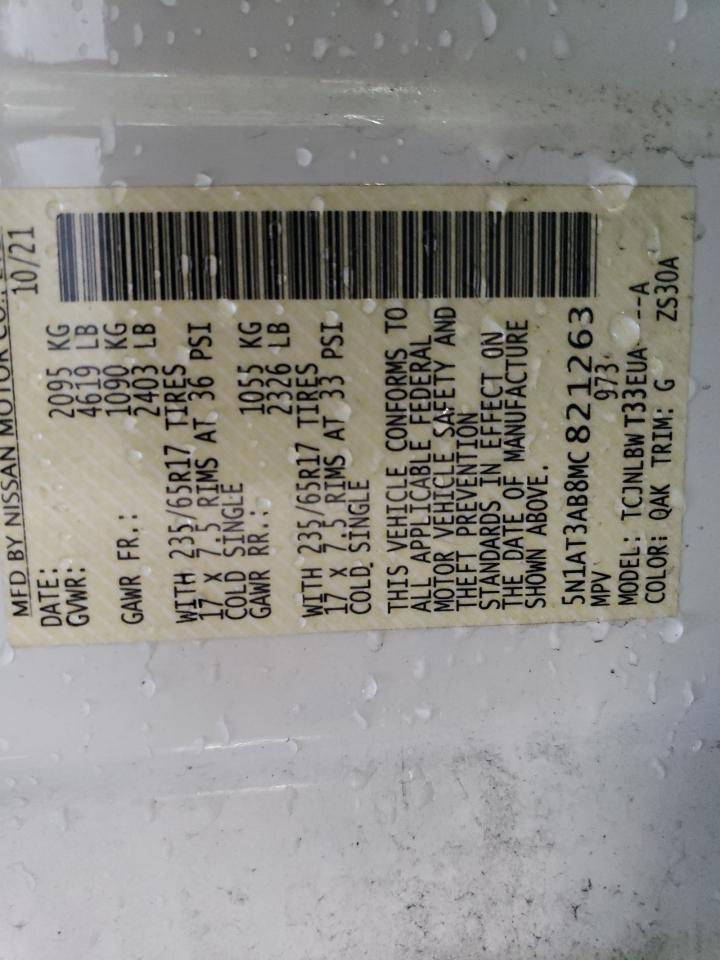 MFD BY NISSAN MOTOR CO.,
DATE: 10/21
GVWR: 2095 KG
4619 LB
GAWR FR.: 1090 KG
2403 LB
WITH 235/65R17 TIRES
17 X 7.5 RIMS AT 36 PSI
COLD SINGLE
GAWR RR.: 1055 KG
2326 LB
WITH 235/65R17 TIRES
17 X 7.5 RIMS AT 33 PSI
COLD SINGLE
THIS VEHICLE CONFORMS TO
ALL APPLICABLE FEDERAL
MOTOR VEHICLE SAFETY AND
THEFT PREVENTION
STANDARDS IN EFFECT ON
THE DATE OF MANUFACTURE
SHOWN ABOVE.
5N1AT3AB8MC821263
MPV 973
MODEL: TCJNLBW T33EUA---A
COLOR: QAK TRIM: G ZS30A